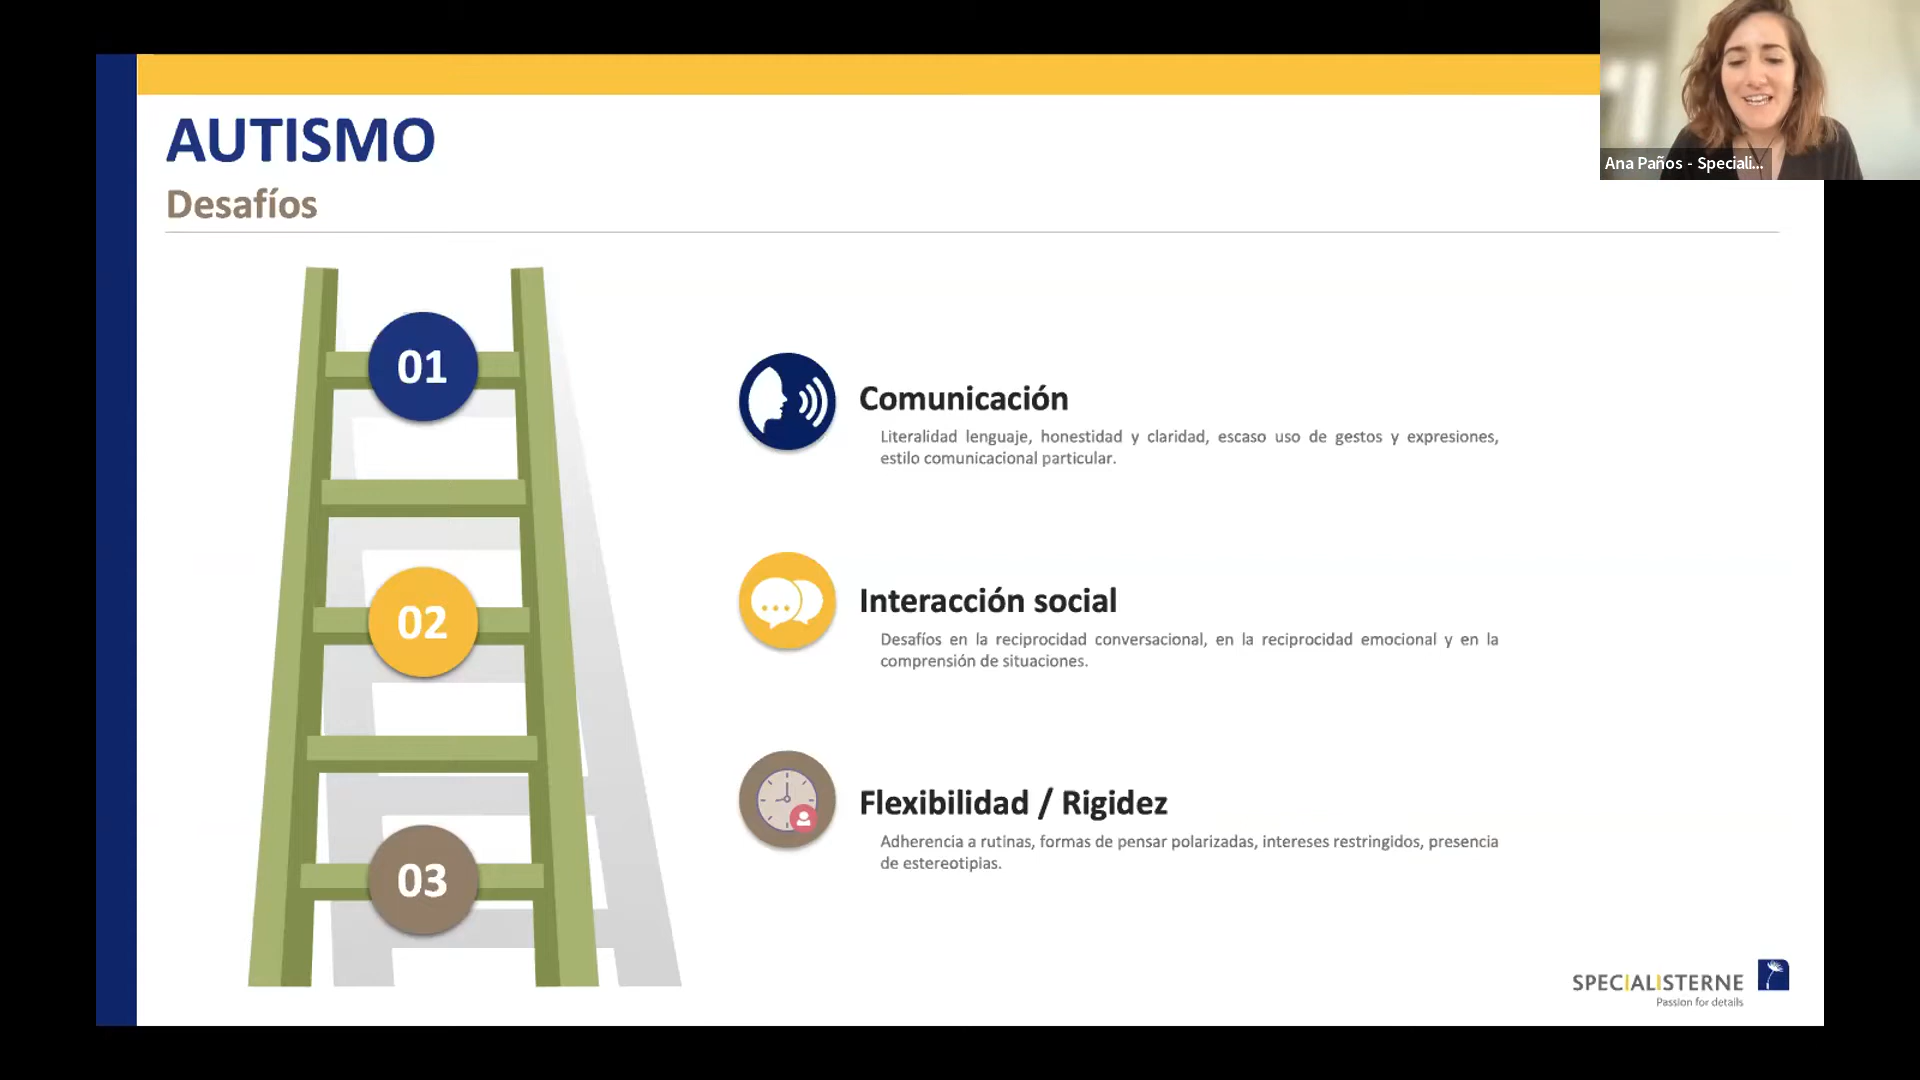 AUTISMO
Desafíos
Ana Paños - Speciali...
01
02
03
Comunicación
Literalidad lenguaje, honestidad y claridad, escaso uso de gestos y expresiones,
estilo comunicacional particular.
Interacción social
Desafíos en la reciprocidad conversacional, en la reciprocidad emocional y en la
comprensión de situaciones.
Flexibilidad / Rigidez
Adherencia a rutinas, formas de pensar polarizadas, intereses restringidos, presencia
de estereotipias.
SPECIALISTERNE
Passion for details